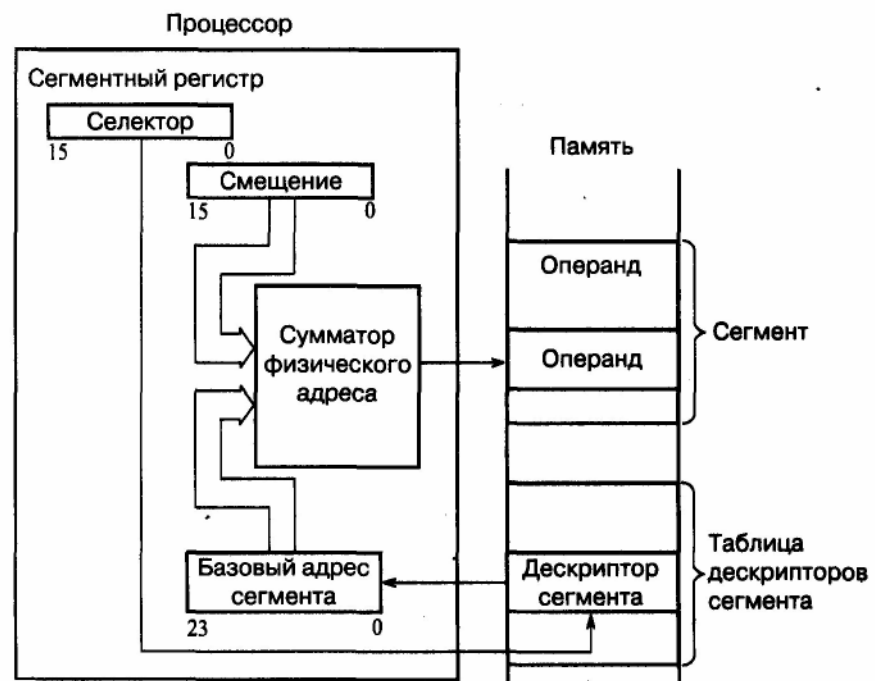 Процессор
Сегментный регистр
Селектор
15 0
Смещение
15 0
Память
Операнд
Сумматор
физического
адреса
Операнд
Сегмент
Базовый адрес
сегмента
23 0
Дескриптор
сегмента
Таблица
дескрипторов
сегмента